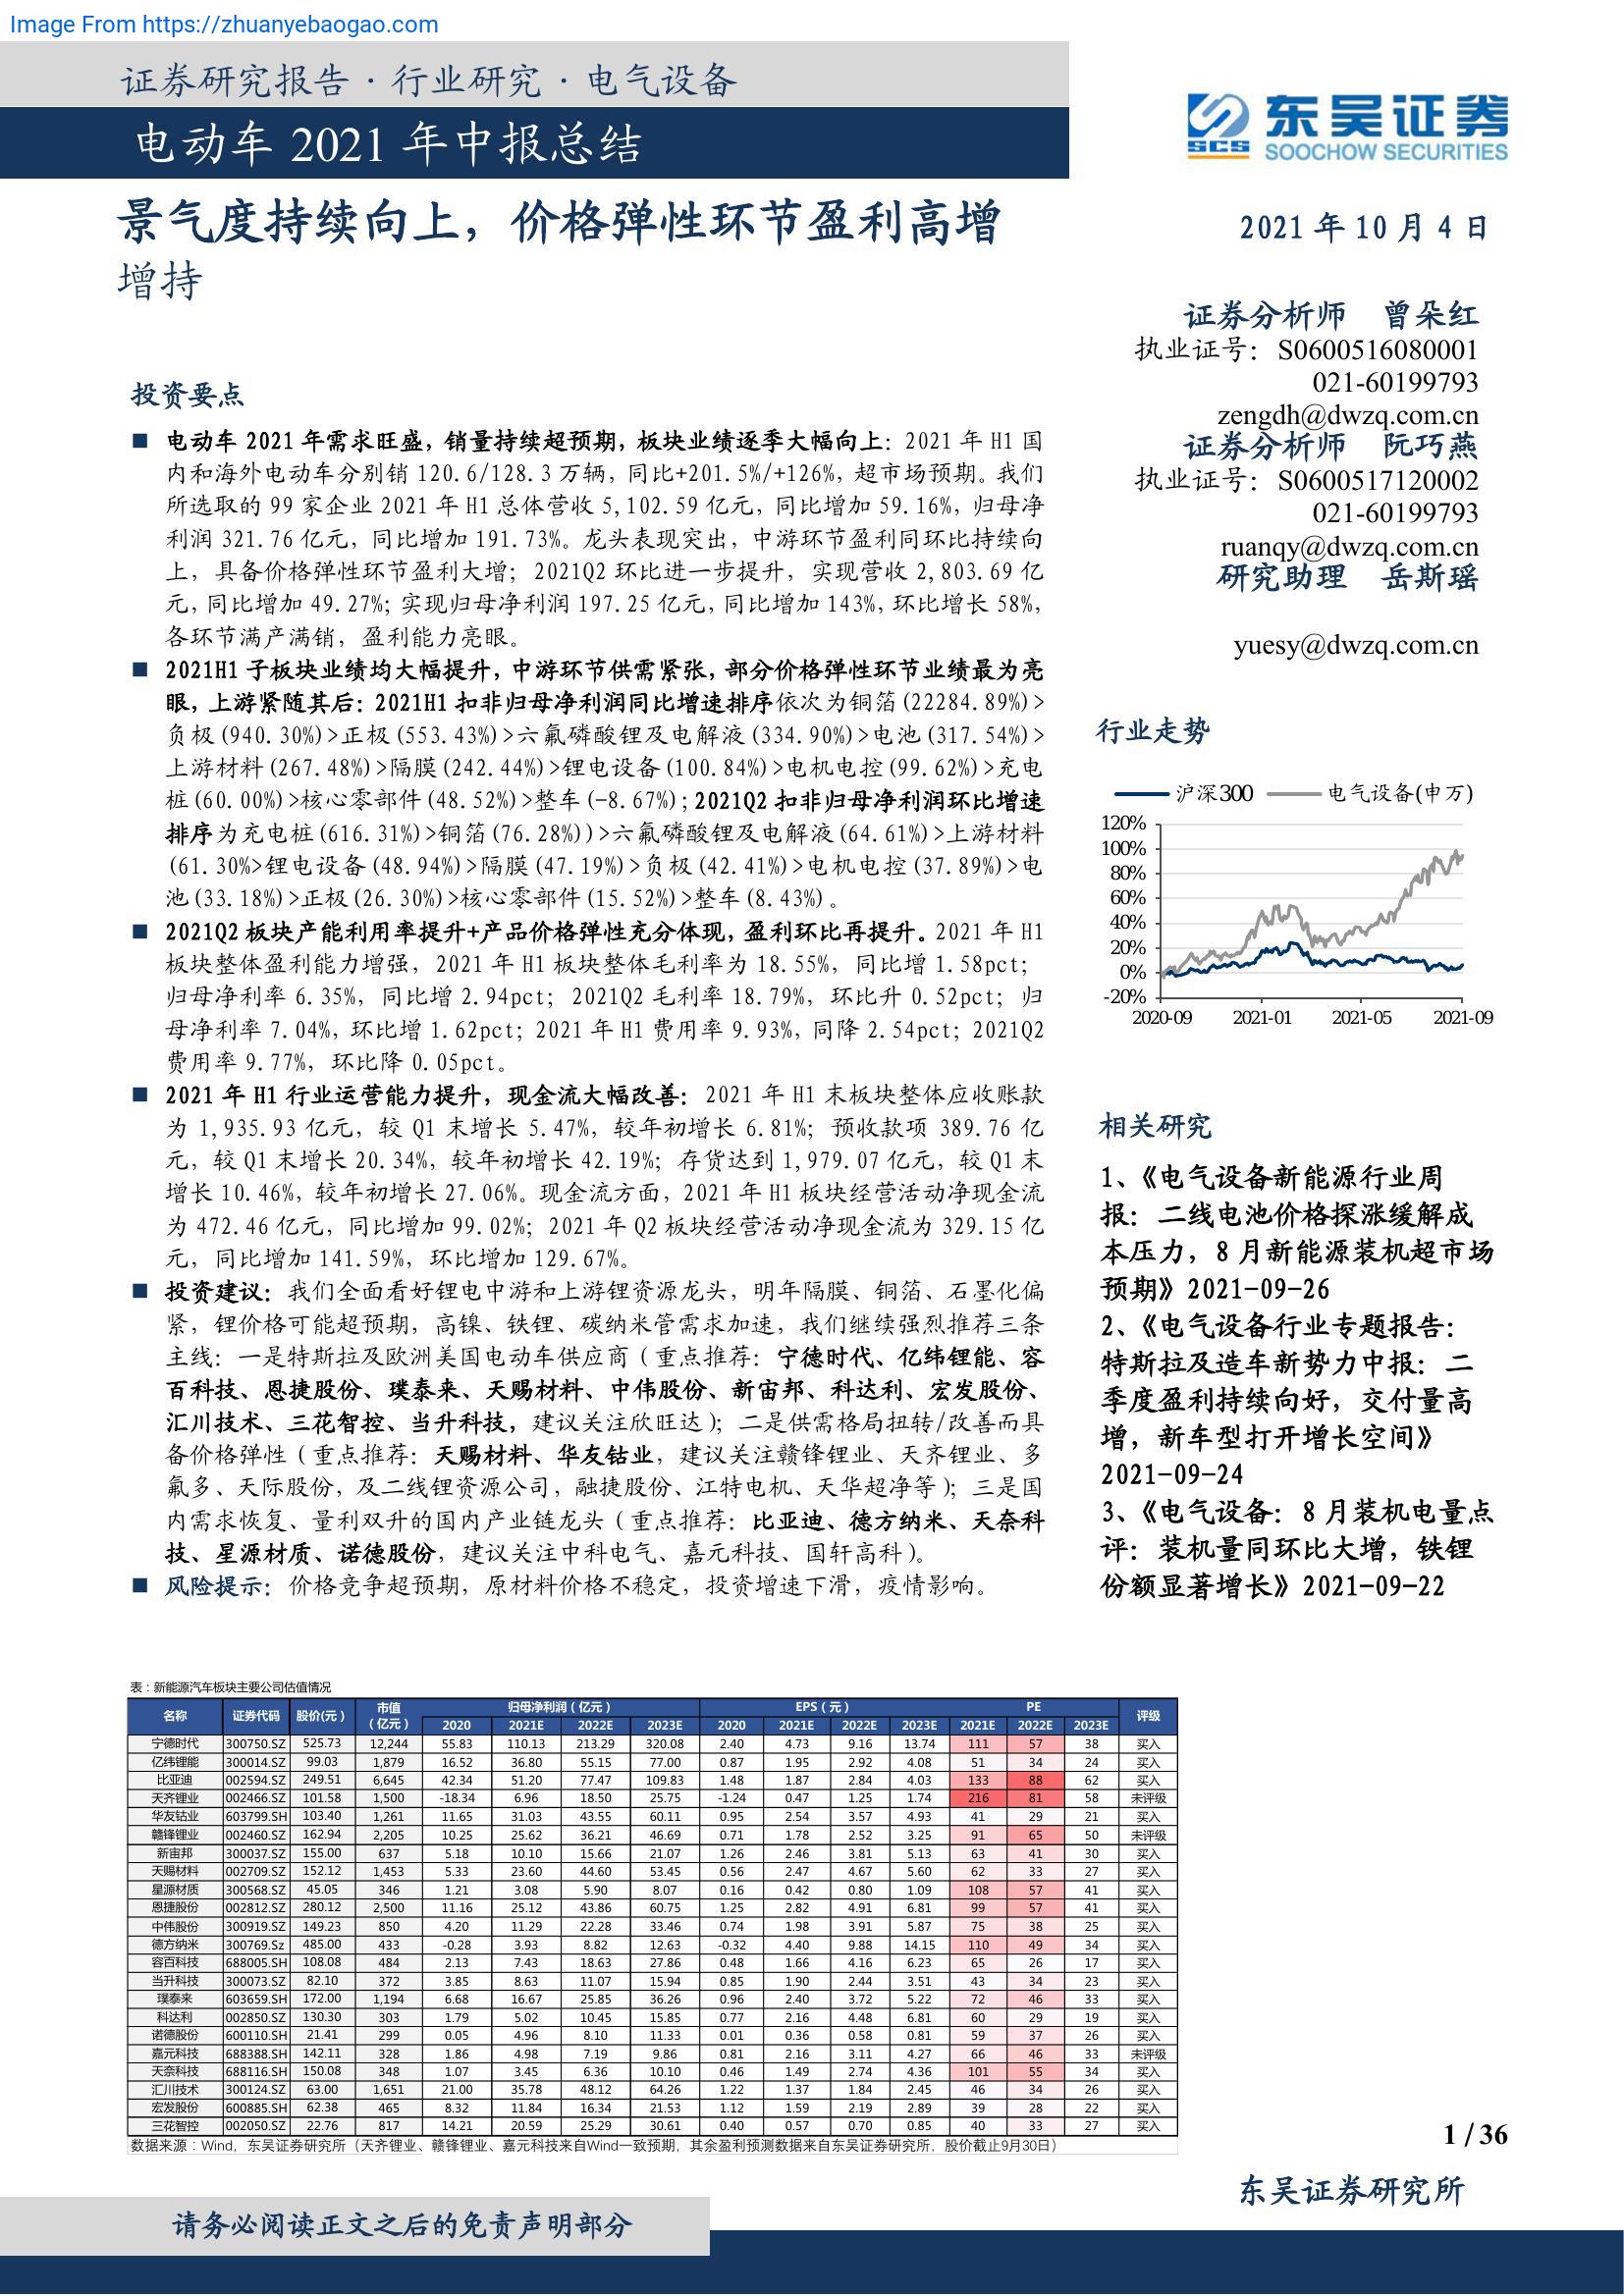 Image From https://zhuanyebaogao.com
证券研究报告·行业研究·电气设备
电动车 2021 年中报总结
东吴证券
SCS
SOOCHOW SECURITIES
景气度持续向上，价格弹性环节盈利高增
增持
2021 年 10 月 4 日
证券分析师 曾朵红
执业证号：S0600516080001
021-60199793
zengdh@dwzq.com.cn
证券分析师 阮巧燕
执业证号：S0600517120002
021-60199793
ruanqy@dwzq.com.cn
研究助理 岳斯瑶
yuesy@dwzq.com.cn
投资要点
■ 电动车 2021 年需求旺盛，销量持续超预期，板块业绩逐季大幅向上：2021 年 H1 国
内和海外电动车分别销 120.6/128.3 万辆，同比+201.5%/+126%，超市场预期。我们
所选取的 99 家企业 2021 年 H1 总体营收 5,102.59 亿元，同比增加 59.16%，归母净
利润 321.76 亿元，同比增加 191.73%。龙头表现突出，中游环节盈利同环比持续向
上，具备价格弹性环节盈利大增；2021Q2 环比进一步提升，实现营收 2,803.69 亿
元，同比增加 49.27%；实现归母净利润 197.25 亿元，同比增加 143%，环比增长 58%，
各环节满产满销，盈利能力亮眼。
■ 2021H1 子板块业绩均大幅提升，中游环节供需紧张，部分价格弹性环节业绩最为亮
眼，上游紧随其后：2021H1 扣非归母净利润同比增速排序依次为铜箔(22284.89%)>
负极(940.30%)>正极(553.43%)>六氟磷酸锂及电解液(334.90%)>电池(317.54%)>
上游材料(267.48%)>隔膜(242.44%)>锂电设备(100.84%)>电机电控(99.62%)>充电
桩(60.00%)>核心零部件(48.52%)>整车(-8.67%)；2021Q2 扣非归母净利润环比增速
排序为充电桩(616.31%)>铜箔(76.28%))>六氟磷酸锂及电解液(64.61%)>上游材料
(61.30%>锂电设备(48.94%)>隔膜(47.19%)>负极(42.41%)>电机电控(37.89%)>电
池(33.18%)>正极(26.30%)>核心零部件(15.52%)>整车(8.43%)。
■ 2021Q2 板块产能利用率提升+产品价格弹性充分体现，盈利环比再提升。2021 年 H1
板块整体盈利能力增强，2021 年 H1 板块整体毛利率为 18.55%，同比增 1.58pct；
归母净利率 6.35%，同比增 2.94pct；2021Q2 毛利率 18.79%，环比升 0.52pct；归
母净利率 7.04%，环比增 1.62pct；2021 年 H1 费用率 9.93%，同降 2.54pct；2021Q2
费用率 9.77%，环比降 0.05pct。
■ 2021 年 H1 行业运营能力提升，现金流大幅改善：2021 年 H1 末板块整体应收账款
为 1,935.93 亿元，较 Q1 末增长 5.47%，较年初增长 6.81%；预收款项 389.76 亿
元，较 Q1 末增长 20.34%，较年初增长 42.19%；存货达到 1,979.07 亿元，较 Q1 末
增长 10.46%，较年初增长 27.06%。现金流方面，2021 年 H1 板块经营活动净现金流
为 472.46 亿元，同比增加 99.02%；2021 年 Q2 板块经营活动净现金流为 329.15 亿
元，同比增加 141.59%，环比增加 129.67%。
■ 投资建议：我们全面看好锂电中游和上游锂资源龙头，明年隔膜、铜箔、石墨化偏
紧，锂价格可能超预期，高镍、铁锂、碳纳米管需求加速，我们继续强烈推荐三条
主线：一是特斯拉及欧洲美国电动车供应商（重点推荐：宁德时代、亿纬锂能、容
百科技、恩捷股份、璞泰来、天赐材料、中伟股份、新宙邦、科达利、宏发股份、
汇川技术、三花智控、当升科技，建议关注欣旺达）；二是供需格局扭转/改善而具
备价格弹性（重点推荐：天赐材料、华友钴业，建议关注赣锋锂业、天齐锂业、多
氟多、天际股份，及二线锂资源公司，融捷股份、江特电机、天华超净等）；三是国
内需求恢复、量利双升的国内产业链龙头（重点推荐：比亚迪、德方纳米、天奈科
技、星源材质、诺德股份，建议关注中科电气、嘉元科技、国轩高科）。
■ 风险提示：价格竞争超预期，原材料价格不稳定，投资增速下滑，疫情影响。
行业走势
沪深300 电气设备(申万)
120%
100%
80%
60%
40%
20%
0%
-20%
2020-09 2021-01 2021-05 2021-09
相关研究
1、《电气设备新能源行业周
报：二线电池价格探涨缓解成
本压力，8 月新能源装机超市场
预期》2021-09-26
2、《电气设备行业专题报告：
特斯拉及造车新势力中报：二
季度盈利持续向好，交付量高
增，新车型打开增长空间》
2021-09-24
3、《电气设备：8 月装机电量点
评：装机量同环比大增，铁锂
份额显著增长》2021-09-22
表：新能源汽车板块主要公司估值情况
名称 证券代码 股价(元) 市值（亿元） 归母净利润（亿元） EPS（元） PE 评级
2020 2021E 2022E 2023E 2020 2021E 2022E 2023E 2021E 2022E 2023E
宁德时代 300750.SZ 525.73 12,244 55.83 110.13 213.29 320.08 2.40 4.73 9.16 13.74 111 57 38 买入
亿纬锂能 300014.SZ 99.03 1,879 16.52 36.80 55.15 77.00 0.87 1.95 2.92 4.08 51 34 24 买入
比亚迪 002594.SZ 249.51 6,645 42.34 51.20 77.47 109.83 1.48 1.87 2.84 4.03 133 88 62 买入
天齐锂业 002466.SZ 101.58 1,500 -18.34 6.96 18.50 25.75 -1.24 0.47 1.25 1.74 216 81 58 未评级
华友钴业 603799.SH 103.40 1,261 11.65 31.03 43.55 60.11 0.95 2.54 3.57 4.93 41 29 21 买入
赣锋锂业 002460.SZ 162.94 2,205 10.25 25.62 36.21 46.69 0.71 1.78 2.52 3.25 91 65 50 未评级
新宙邦 300037.SZ 155.00 637 5.18 10.10 15.66 21.07 1.26 2.46 3.81 5.13 63 41 30 买入
天赐材料 002709.SZ 152.12 1,453 5.33 23.60 44.60 53.45 0.56 2.47 4.67 5.60 62 33 27 买入
星源材质 300568.SZ 45.05 346 1.21 3.08 5.90 8.07 0.16 0.42 0.80 1.09 108 57 41 买入
恩捷股份 002812.SZ 280.12 2,500 11.16 25.12 43.86 60.75 1.25 2.82 4.91 6.81 99 57 41 买入
中伟股份 300919.SZ 149.23 850 4.20 11.29 22.28 33.46 0.74 1.98 3.91 5.87 75 38 25 买入
德方纳米 300769.Sz 485.00 433 -0.28 3.93 8.82 12.63 -0.32 4.40 9.88 14.15 110 49 34 买入
容百科技 688005.SH 108.08 484 2.13 7.43 18.63 27.86 0.48 1.66 4.16 6.23 65 26 17 买入
当升科技 300073.SZ 82.10 372 3.85 8.63 11.07 15.94 0.85 1.90 2.44 3.51 43 34 23 买入
璞泰来 603659.SH 172.00 1,194 6.68 16.67 25.85 36.26 0.96 2.40 3.72 5.22 72 46 33 买入
科达利 002850.SZ 130.30 303 1.79 5.02 10.45 15.85 0.77 2.16 4.48 6.81 60 29 19 买入
诺德股份 600110.SH 21.41 299 0.05 4.96 8.10 11.33 0.01 0.36 0.58 0.81 59 37 26 买入
嘉元科技 688388.SH 142.11 328 1.86 4.98 7.19 9.86 0.81 2.16 3.11 4.27 66 46 33 未评级
天奈科技 688116.SH 150.08 348 1.07 3.45 6.36 10.10 0.46 1.49 2.74 4.36 101 55 34 买入
汇川技术 300124.SZ 63.00 1,651 21.00 35.78 48.12 64.26 1.22 1.37 1.84 2.45 46 34 26 买入
宏发股份 600885.SH 62.38 465 8.32 11.84 16.34 21.53 1.12 1.59 2.19 2.89 39 28 22 买入
三花智控 002050.SZ 22.76 817 14.21 20.59 25.29 30.61 0.40 0.57 0.70 0.85 40 33 27 买入
数据来源：Wind，东吴证券研究所（天齐锂业、赣锋锂业、嘉元科技来自Wind一致预期，其余盈利预测数据来自东吴证券研究所，股价截止9月30日）
1 / 36
东吴证券研究所
请务必阅读正文之后的免责声明部分